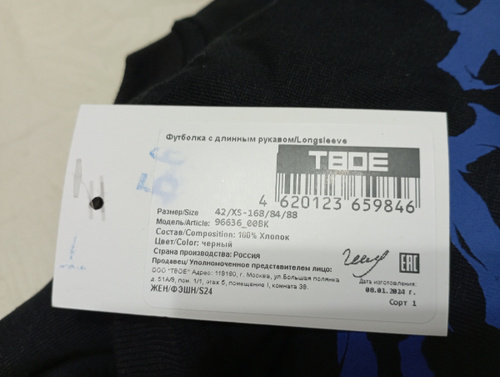 Футболка с длинным рукавом/Longsleeve
ТВОЕ
4 620123 659846
Размер/Size 42/XS-168/84/88
Модель/Article: 96636_00BK
Состав/Composition: 100% Хлопок
Цвет/Color: черный
Страна производства: Россия
Продавец/ Уполномоченное представителем лицо:
ООО "ТВОЕ" Адрес: 119180, г. Москва, ул.Большая полянка
д. 51А/9, пом. 1/1, этаж 5, помещение I, комната 38.
ЖЕН/ФЭШН/S24
EAC
Дата изготовления:
08.01.2024 г.
Сорт 1